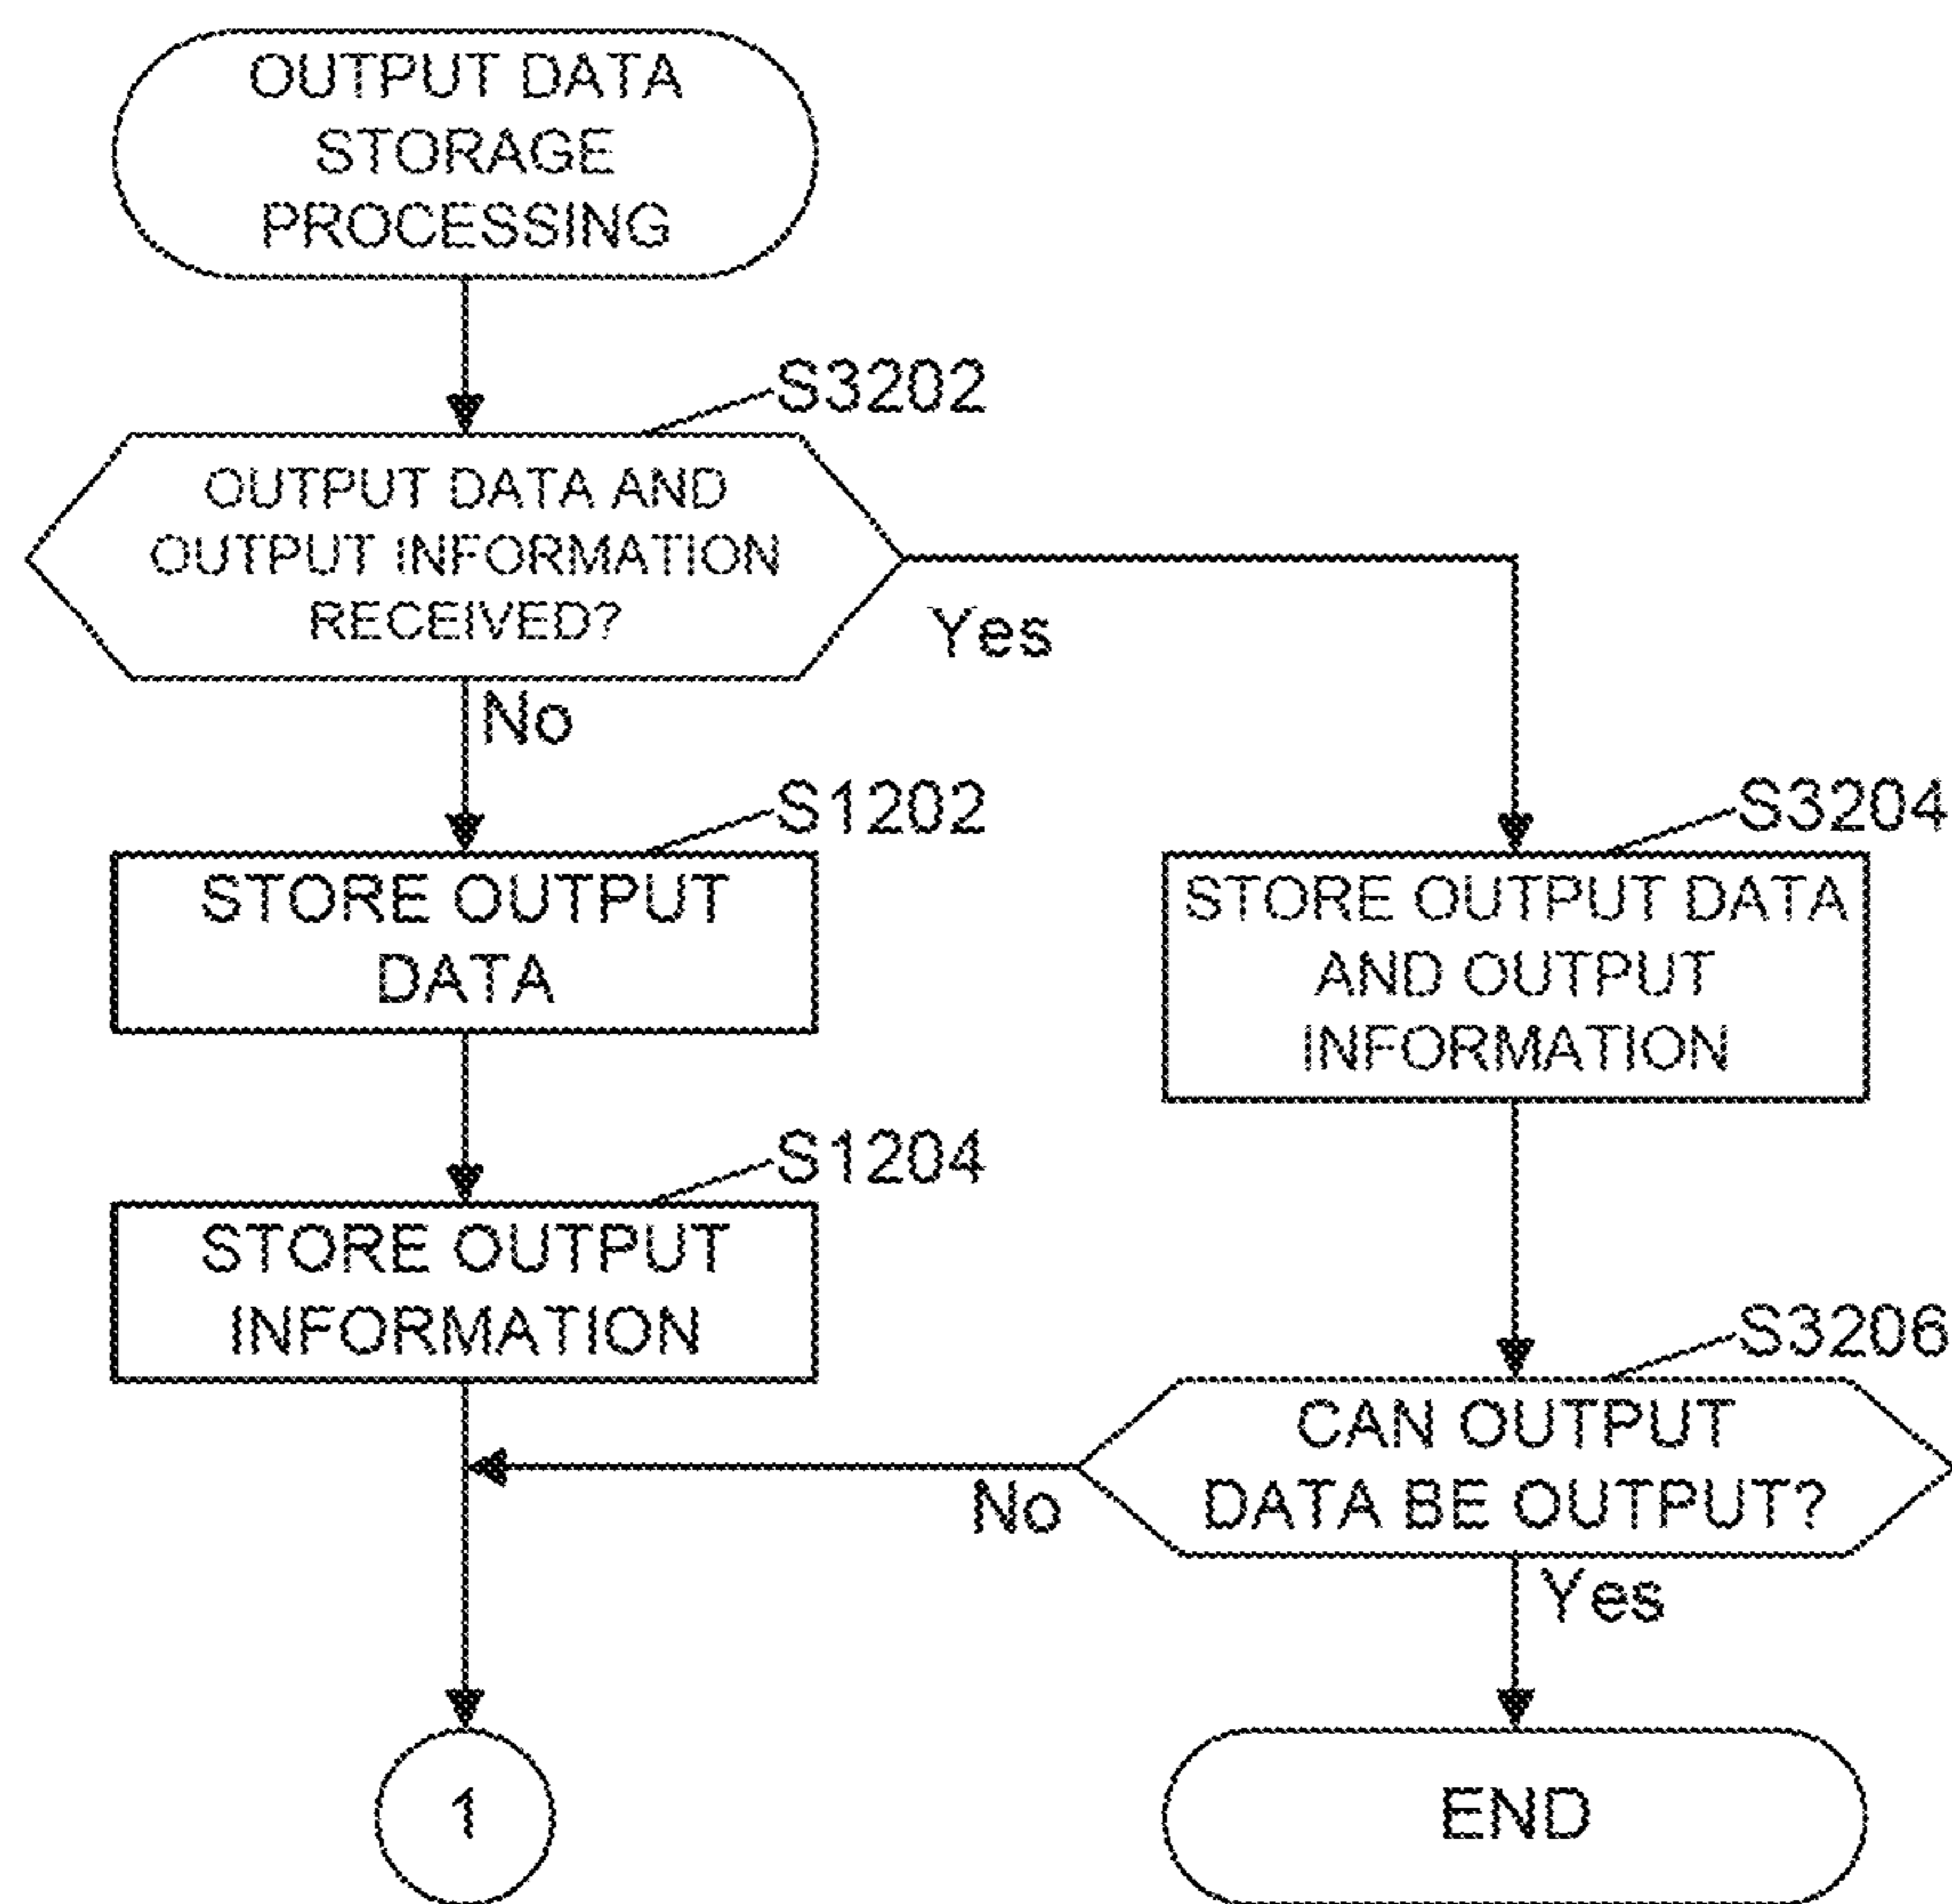 OUTPUT DATA
STORAGE
PROCESSING
S3202
OUTPUT DATA AND
OUTPUT INFORMATION
RECEIVED?
Yes
No
S1202
STORE OUTPUT
DATA
S3204
STORE OUTPUT DATA
AND OUTPUT
INFORMATION
S1204
STORE OUTPUT
INFORMATION
S3206
CAN OUTPUT
DATA BE OUTPUT?
No
Yes
1
END